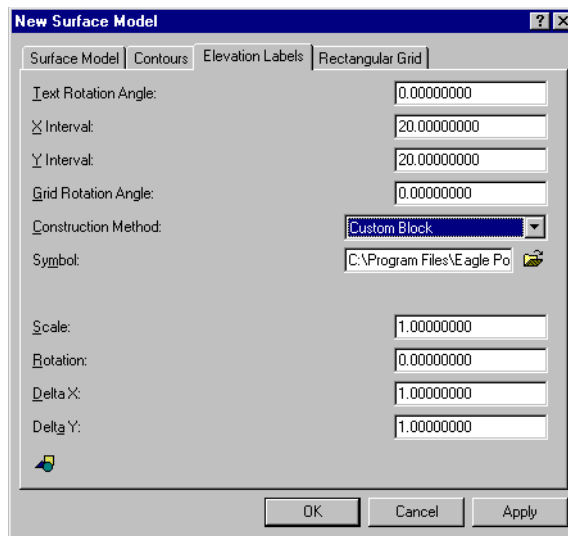 New Surface Model
Surface Model Contours Elevation Labels Rectangular Grid
Text Rotation Angle: 0.00000000
X Interval: 20.00000000
Y Interval: 20.00000000
Grid Rotation Angle: 0.00000000
Construction Method: Custom Block
Symbol: C:\Program Files\Eagle Po
Scale: 1.00000000
Rotation: 0.00000000
Delta X: 1.00000000
Delta Y: 1.00000000
OK Cancel Apply